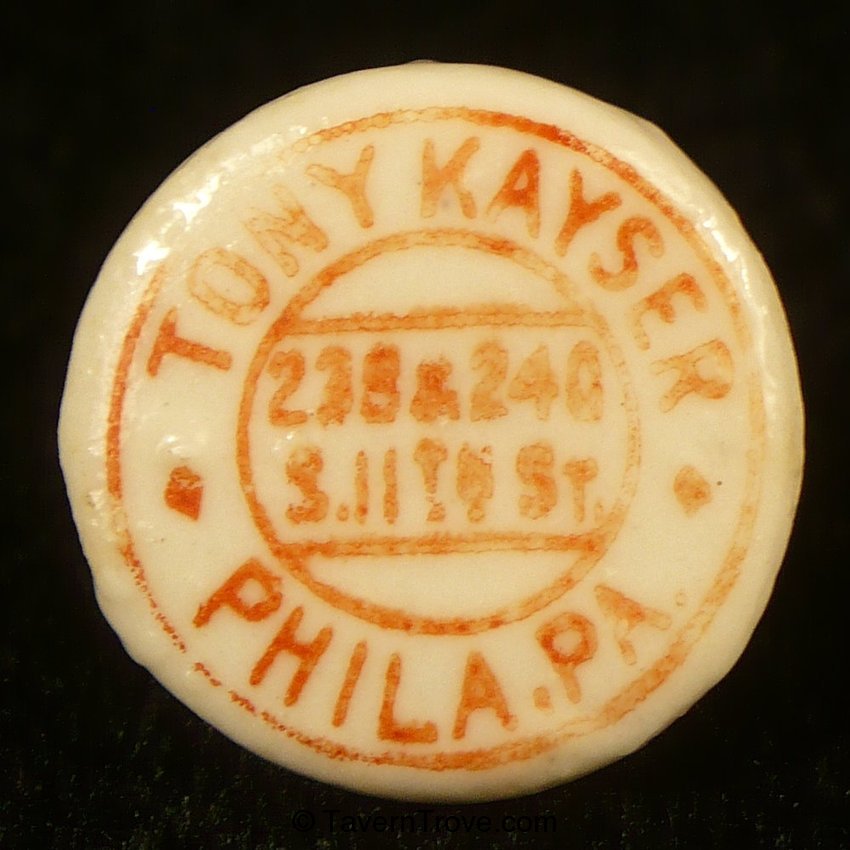 TONY KAYSER
238 & 240
S. 11TH ST.
PHILA. PA.
© TavernTrove.com